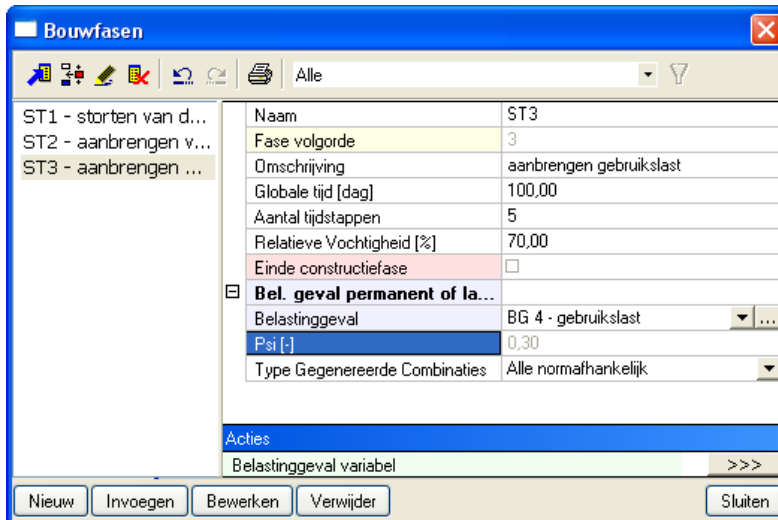 Bouwfasen
Alle
ST1 - storten van d...
ST2 - aanbrengen v...
ST3 - aanbrengen ...
Naam ST3
Fase volgorde 3
Omschrijving aanbrengen gebruikslast
Globale tijd [dag] 100,00
Aantal tijdstappen 5
Relatieve Vochtigheid [%] 70,00
Einde constructiefase
Bel. geval permanent of la...
Belastinggeval BG 4 - gebruikslast ...
Psi [-] 0,30
Type Gegenereerde Combinaties Alle normafhankelijk
Acties
Belastinggeval variabel >>>
Nieuw Invoegen Bewerken Verwijder Sluiten